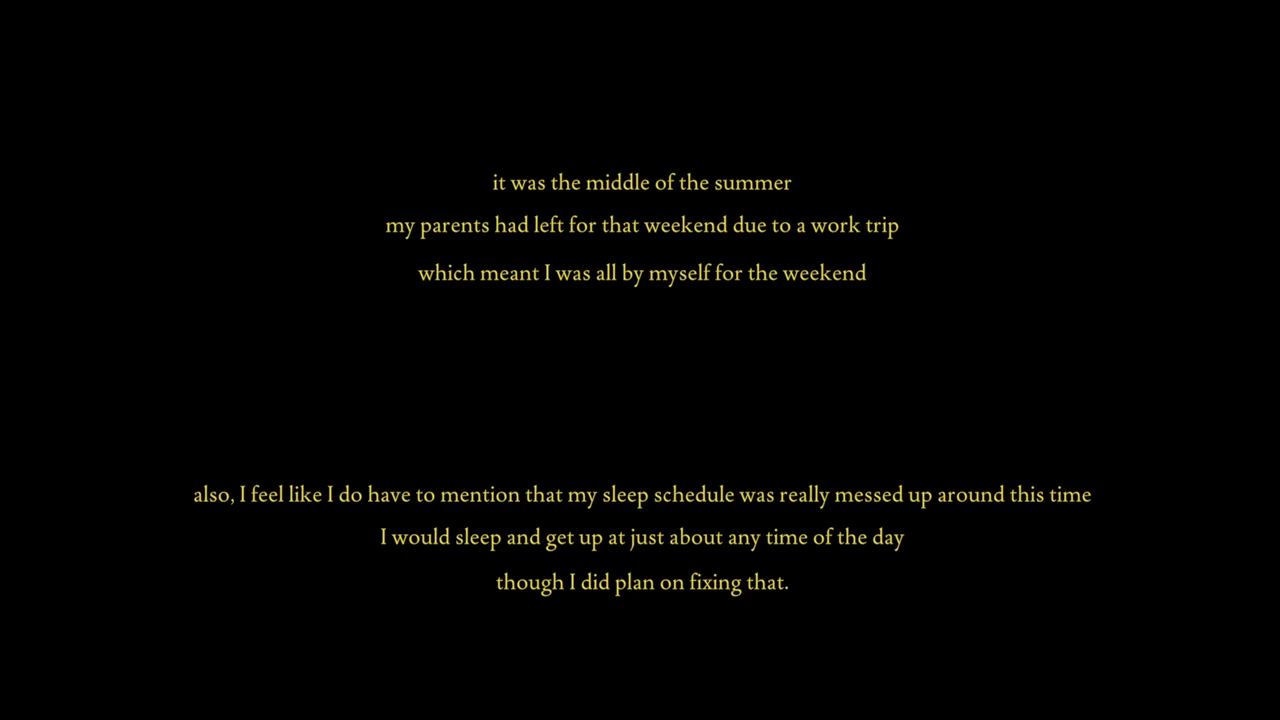 it was the middle of the summer
my parents had left for that weekend due to a work trip
which meant I was all by myself for the weekend
also, I feel like I do have to mention that my sleep schedule was really messed up around this time
I would sleep and get up at just about any time of the day
though I did plan on fixing that.